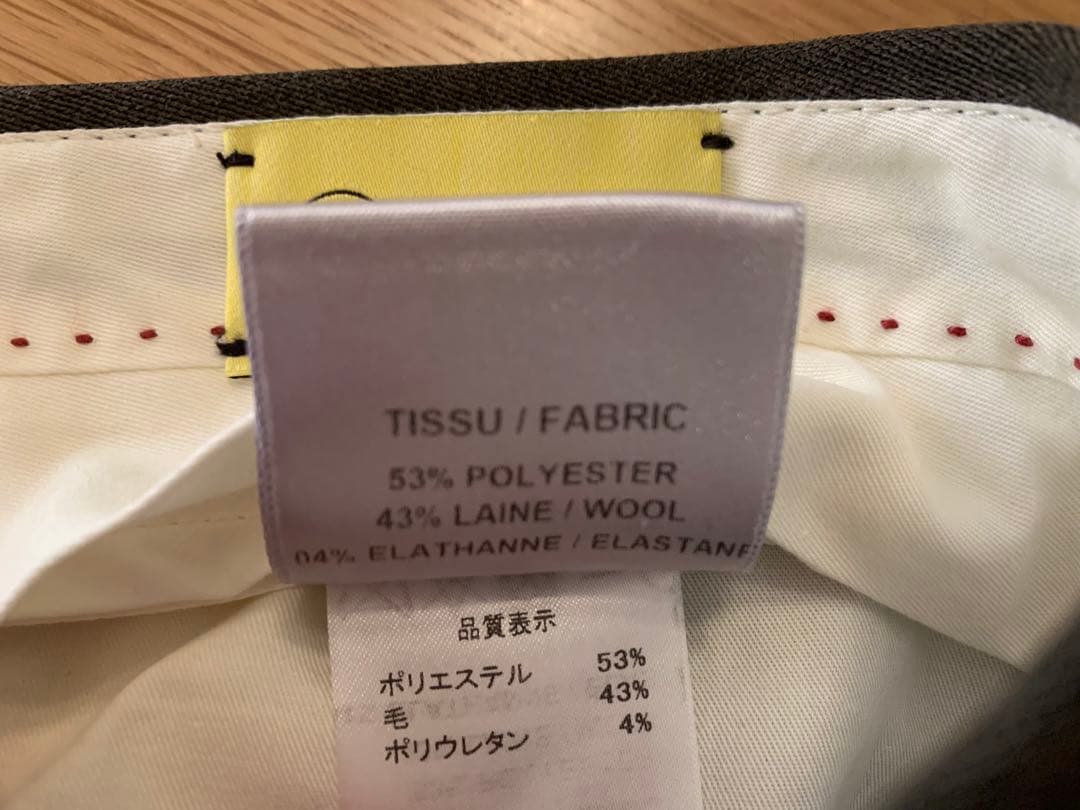 TISSU / FABRIC
53% POLYESTER
43% LAINE / WOOL
04% ELATHANNE / ELASTANE
品質表示
ポリエステル 53%
毛 43%
ポリウレタン 4%